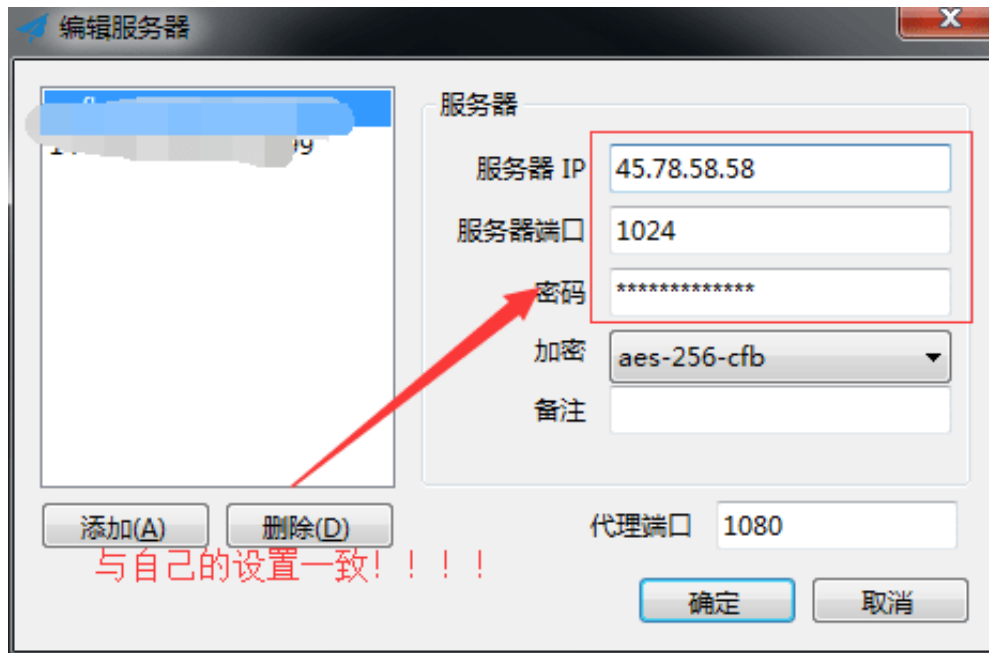 编辑服务器
服务器
服务器 IP
45.78.58.58
服务器端口
1024
密码
*************
加密
aes-256-cfb
备注
添加(A)
删除(D)
代理端口
1080
与自己的设置一致！！！！
确定
取消